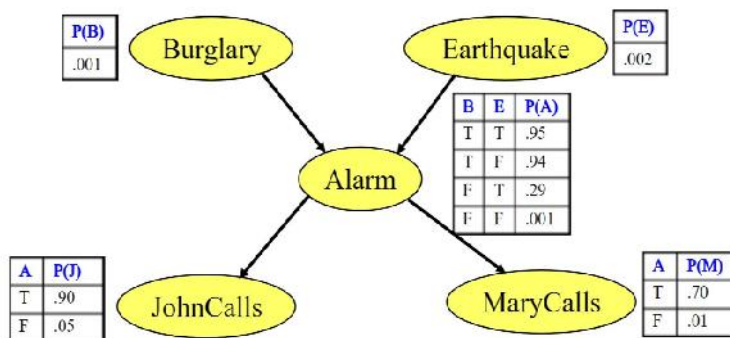 P(B)
.001
Burglary
Earthquake
P(E)
.002
B E P(A)
T T .95
T F .94
F T .29
F F .001
Alarm
A P(J)
T .90
F .05
JohnCalls
MaryCalls
A P(M)
T .70
F .01